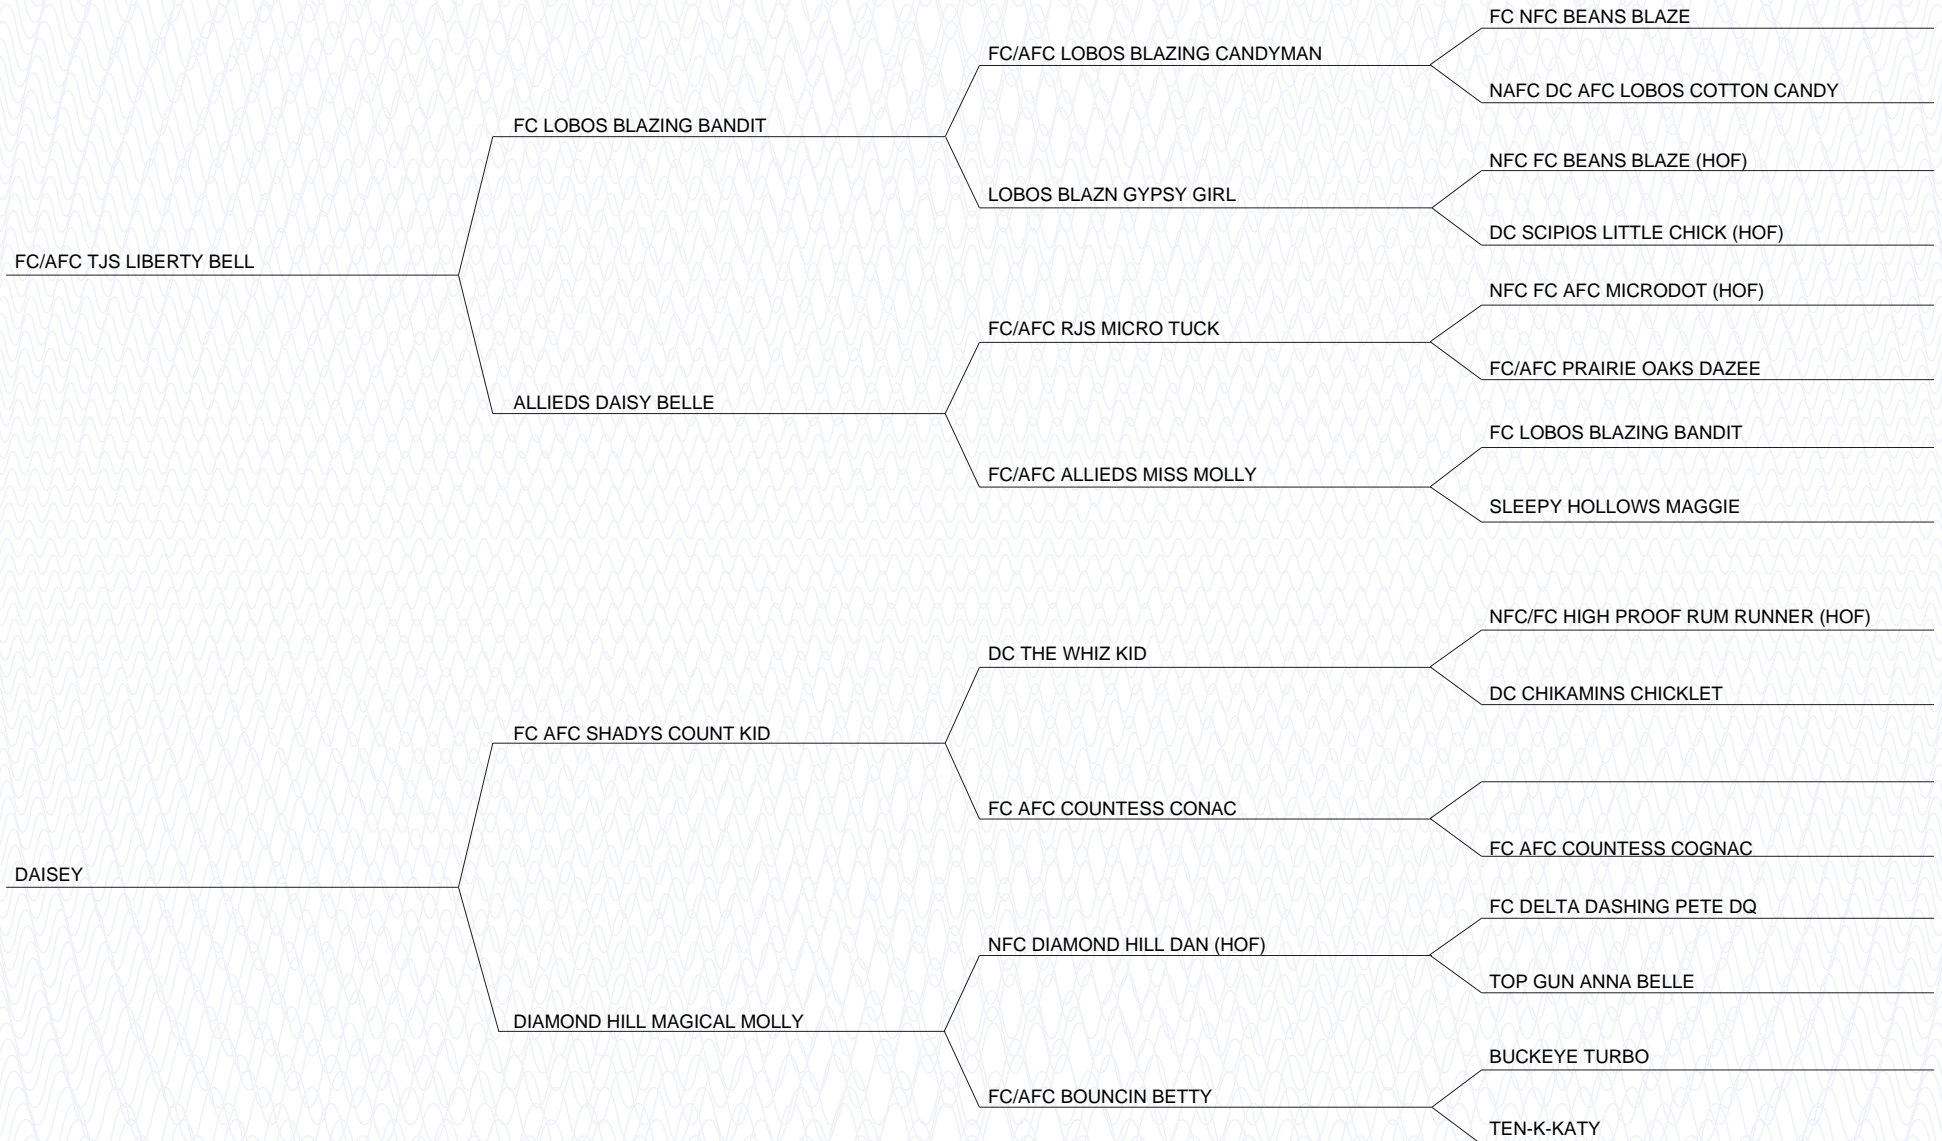 FC NFC BEANS BLAZE
FC/AFC LOBOS BLAZING CANDYMAN
NAFC DC AFC LOBOS COTTON CANDY
FC LOBOS BLAZING BANDIT
NFC FC BEANS BLAZE (HOF)
LOBOS BLAZN GYPSY GIRL
DC SCIPIOS LITTLE CHICK (HOF)
FC/AFC TJS LIBERTY BELL
NFC FC AFC MICRODOT (HOF)
FC/AFC RJS MICRO TUCK
FC/AFC PRAIRIE OAKS DAZEE
ALLIEDS DAISY BELLE
FC LOBOS BLAZING BANDIT
FC/AFC ALLIEDS MISS MOLLY
SLEEPY HOLLOWS MAGGIE
NFC/FC HIGH PROOF RUM RUNNER (HOF)
DC THE WHIZ KID
DC CHIKAMINS CHICKLET
FC AFC SHADYS COUNT KID
FC AFC COUNTESS CONAC
FC AFC COUNTESS COGNAC
DAISEY
FC DELTA DASHING PETE DQ
NFC DIAMOND HILL DAN (HOF)
TOP GUN ANNA BELLE
DIAMOND HILL MAGICAL MOLLY
BUCKEYE TURBO
FC/AFC BOUNCIN BETTY
TEN-K-KATY